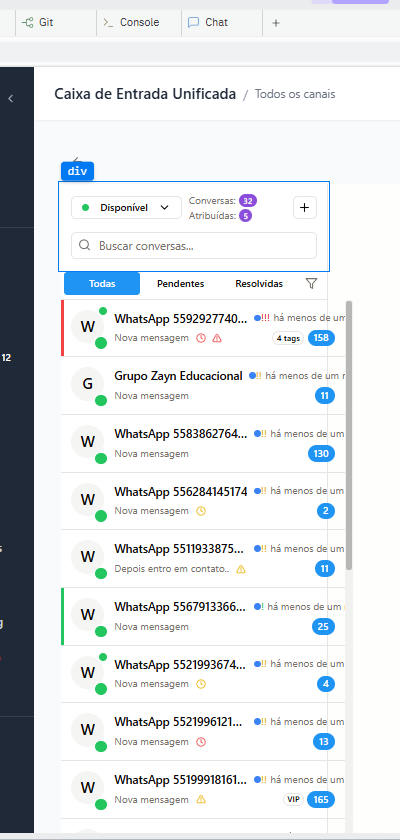 Git
Console
Chat
Caixa de Entrada Unificada / Todos os canais
div
Disponível
Conversas: 32
Atribuídas: 5
Buscar conversas...
Todas
Pendentes
Resolvidas
WhatsApp 5592927740... !!! há menos de um
Nova mensagem 4 tags 158
12
Grupo Zayn Educacional !! há menos de um
Nova mensagem 11
WhatsApp 5583862764... !! há menos de um
Nova mensagem 130
WhatsApp 556284145174 !! há menos de um
Nova mensagem 2
WhatsApp 5511933875... !! há menos de um
Depois entro em contato.. 11
WhatsApp 5567913366... ! há menos de um
Nova mensagem 25
WhatsApp 5521993674... !! há menos de um
Nova mensagem 4
WhatsApp 5521996121... !! há menos de um
Nova mensagem 13
WhatsApp 55199918161... !! há menos de um
Nova mensagem VIP 165